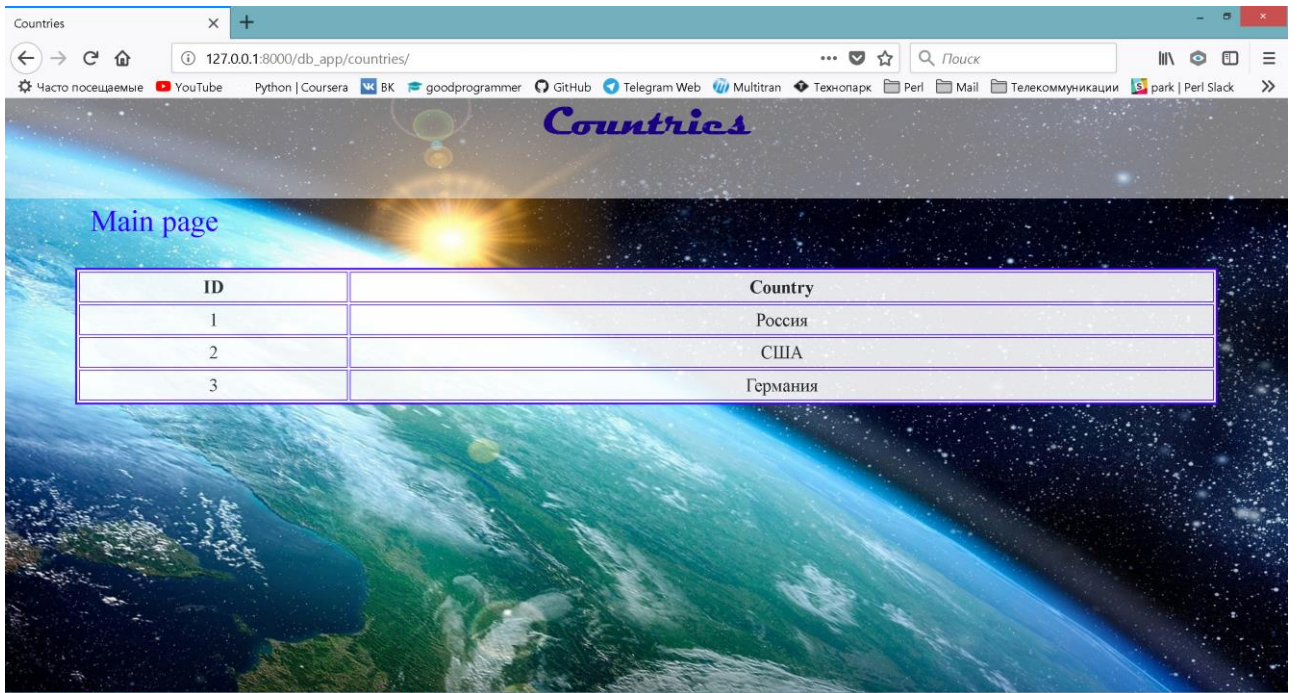 Countries
127.0.0.1:8000/db_app/countries/
Поиск
Часто посещаемые YouTube Python | Coursera ВК goodprogrammer GitHub Telegram Web Multitran Технопарк Perl Mail Телекоммуникации park | Perl Slack
Countries
Main page
ID Country
1 Россия
2 США
3 Германия